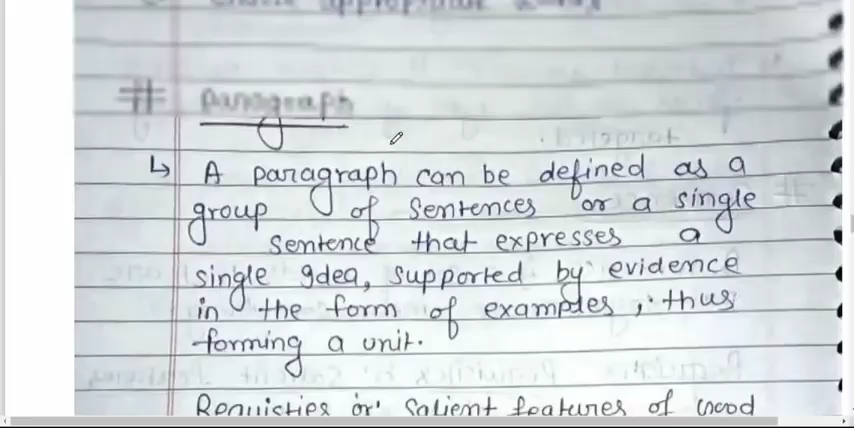 # Paragraph
↳ A paragraph can be defined as a
group of sentences or a single
sentence that expresses a
single Idea, supported by evidence
in the form of examples, thus
forming a unit.
Requisties or Salient features of Good